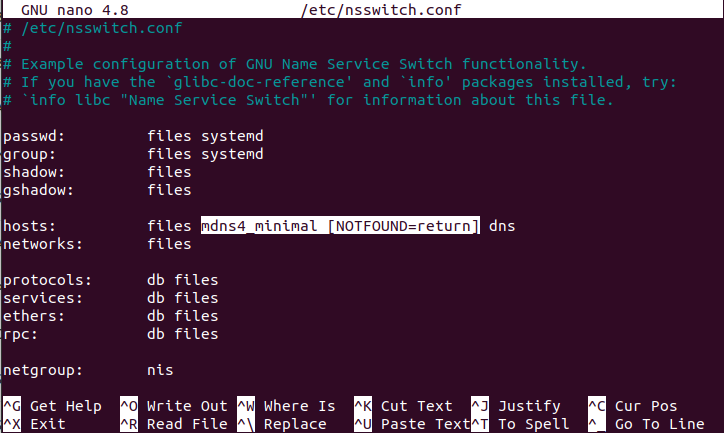 GNU nano 4.8 /etc/nsswitch.conf
# /etc/nsswitch.conf
#
# Example configuration of GNU Name Service Switch functionality.
# If you have the `glibc-doc-reference' and `info' packages installed, try:
# `info libc "Name Service Switch"' for information about this file.
passwd: files systemd
group: files systemd
shadow: files
gshadow: files
hosts: files mdns4_minimal [NOTFOUND=return] dns
networks: files
protocols: db files
services: db files
ethers: db files
rpc: db files
netgroup: nis
^G Get Help ^O Write Out ^W Where Is ^K Cut Text ^J Justify ^C Cur Pos
^X Exit ^R Read File ^\ Replace ^U Paste Text ^T To Spell ^_ Go To Line